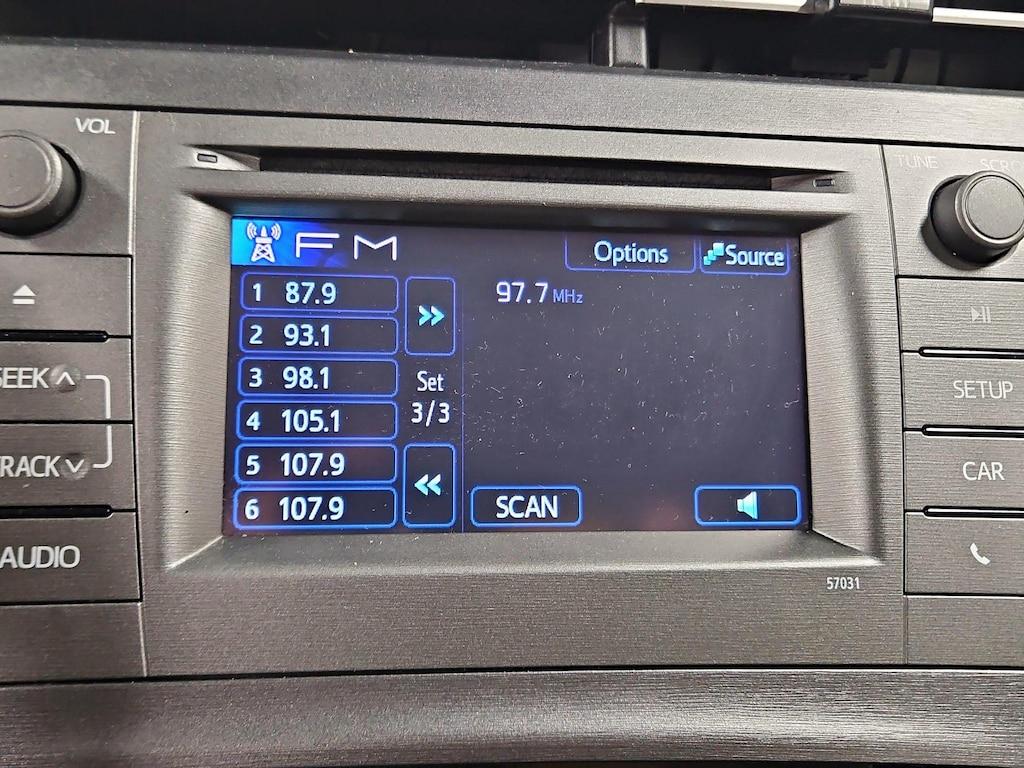 VOL
TUNE
FM
Options
Source
1 87.9
2 93.1
3 98.1
4 105.1
5 107.9
6 107.9
Set
3/3
97.7 MHz
SCAN
SEEK
TRACK
AUDIO
SETUP
CAR
57031